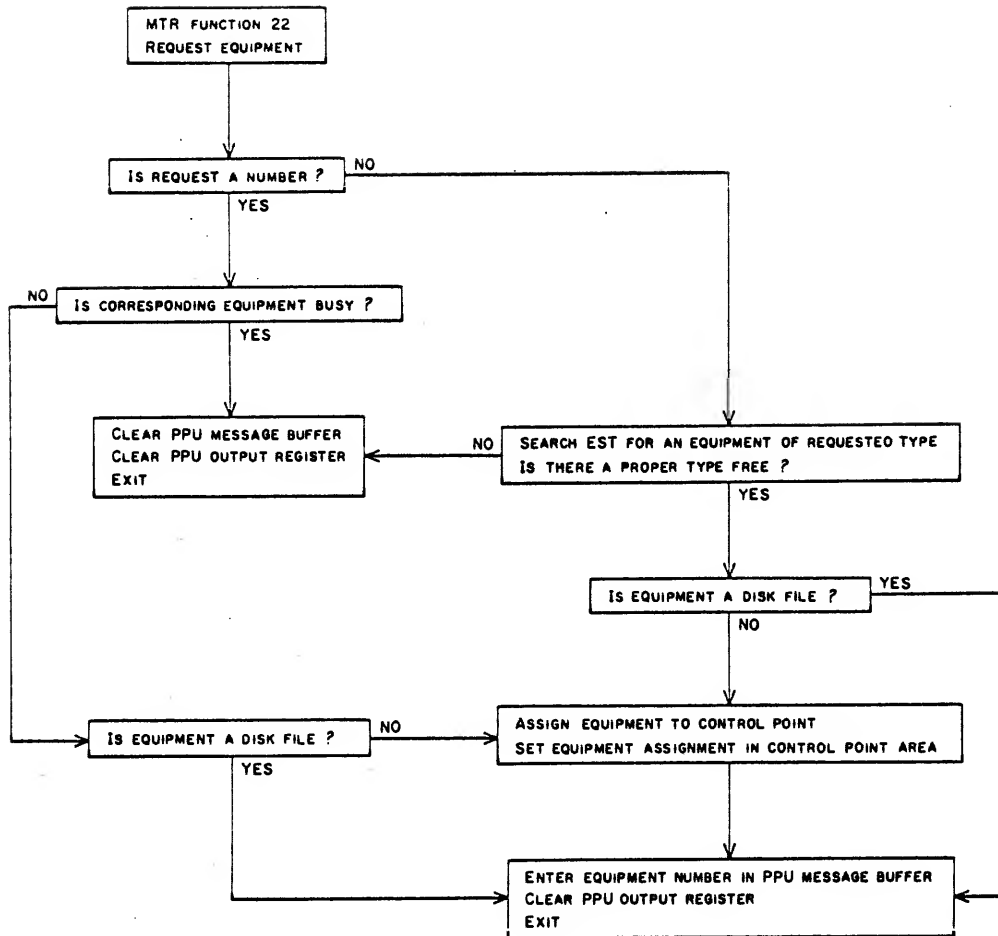 MTR FUNCTION 22
REQUEST EQUIPMENT
IS REQUEST A NUMBER ?
NO
YES
NO
IS CORRESPONDING EQUIPMENT BUSY ?
YES
CLEAR PPU MESSAGE BUFFER
CLEAR PPU OUTPUT REGISTER
EXIT
NO
SEARCH EST FOR AN EQUIPMENT OF REQUESTED TYPE
IS THERE A PROPER TYPE FREE ?
YES
IS EQUIPMENT A DISK FILE ?
YES
NO
IS EQUIPMENT A DISK FILE ?
NO
YES
ASSIGN EQUIPMENT TO CONTROL POINT
SET EQUIPMENT ASSIGNMENT IN CONTROL POINT AREA
ENTER EQUIPMENT NUMBER IN PPU MESSAGE BUFFER
CLEAR PPU OUTPUT REGISTER
EXIT